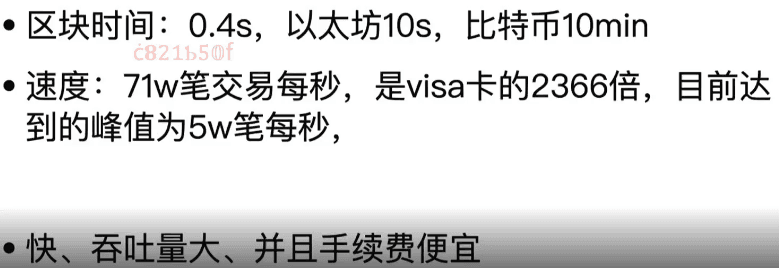 • 区块时间：0.4s，以太坊10s，比特币10min
c821b50f
• 速度：71w笔交易每秒，是visa卡的2366倍，目前达
到的峰值为5w笔每秒，
• 快、吞吐量大、并且手续费便宜